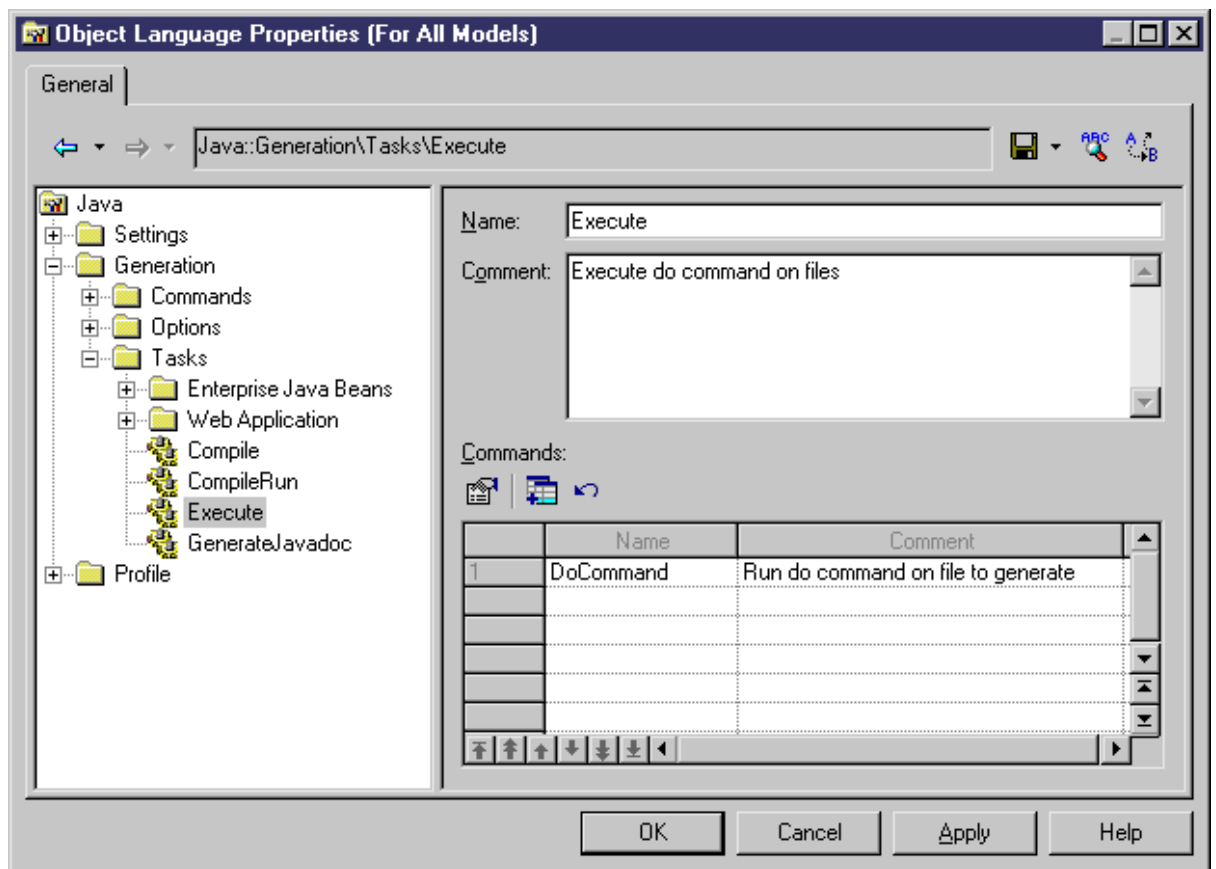 Object Language Properties (For All Models)
General
Java::Generation\Tasks\Execute
ABC
A
B
Java
Settings
Generation
Commands
Options
Tasks
Enterprise Java Beans
Web Application
Compile
CompileRun
Execute
GenerateJavadoc
Profile
Name:
Execute
Comment:
Execute do command on files
Commands:
Name Comment
1 DoCommand Run do command on file to generate
OK Cancel Apply Help